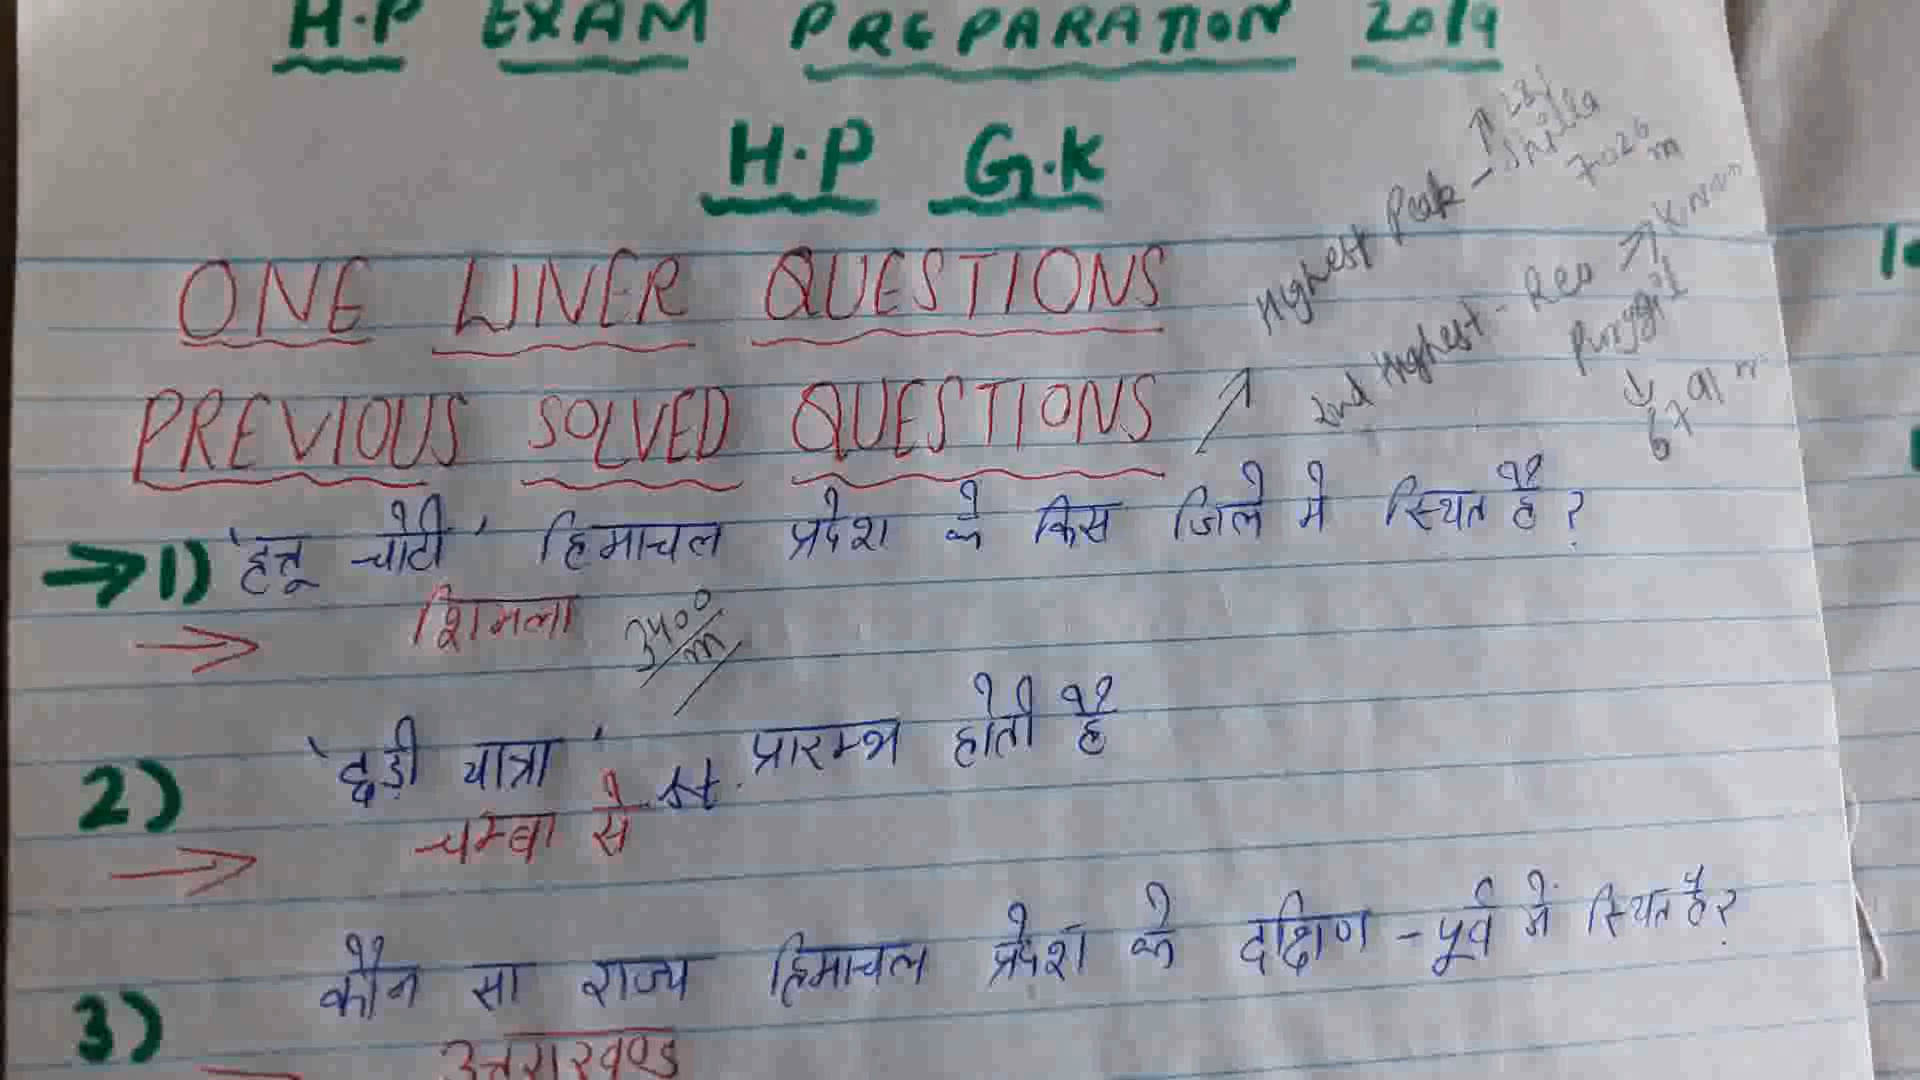 H.P EXAM PREPARATION 2019
H.P G.K
ONE LINER QUESTIONS
PREVIOUS SOLVED QUESTIONS
Highest Peak - Shilla
7026 m
2nd Highest - Reo Purgyil
6791 m
1) 'हत्तू चोटी' हिमाचल प्रदेश के किस जिले मे स्थित है ?
शिमला 3400 m
2) 'छड़ी यात्रा' st. प्रारम्भ होती है
चम्बा से
3) कौन सा राज्य हिमाचल प्रदेश के दक्षिण - पूर्व में स्थित है ?
उत्तराखण्ड